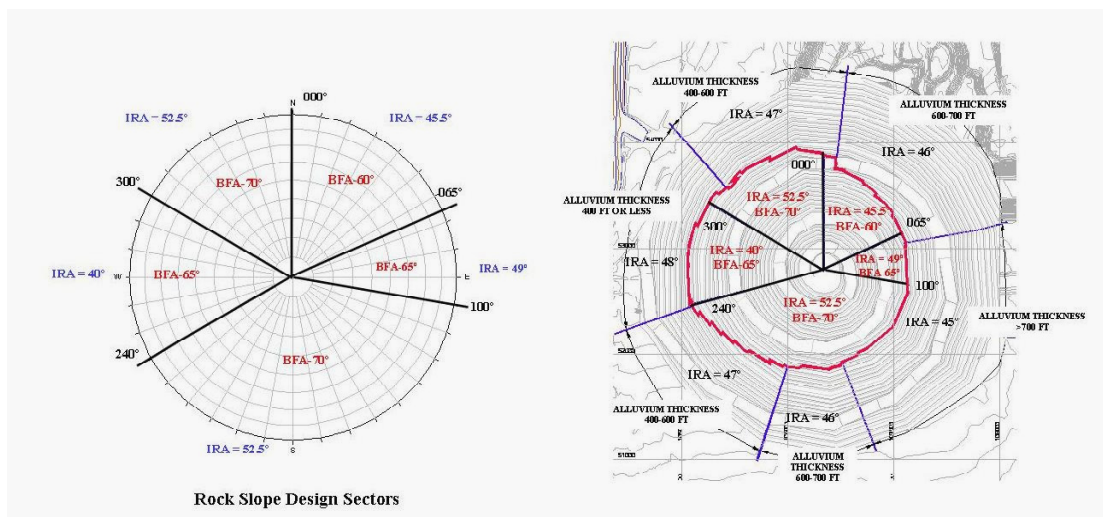 000°
N
IRA = 52.5°
IRA = 45.5°
BFA-70°
BFA-60°
300°
065°
W
E
IRA = 40°
BFA-65°
BFA-65°
IRA = 49°
100°
240°
BFA-70°
IRA = 52.5°
S
Rock Slope Design Sectors
ALLUVIUM THICKNESS
400-600 FT
ALLUVIUM THICKNESS
600-700 FT
IRA = 47°
IRA = 46°
000°
ALLUVIUM THICKNESS
400 FT OR LESS
IRA = 52.5°
BFA-70°
IRA = 45.5
BFA-60°
300°
065°
IRA = 48°
IRA = 40°
BFA-65°
IRA = 49°
BFA 65°
53000
100°
240°
IRA = 52.5°
BFA-70°
IRA = 45°
ALLUVIUM THICKNESS
>700 FT
52000
IRA = 47°
ALLUVIUM THICKNESS
400-600 FT
IRA = 46°
51000
ALLUVIUM
THICKNESS
600-700 FT